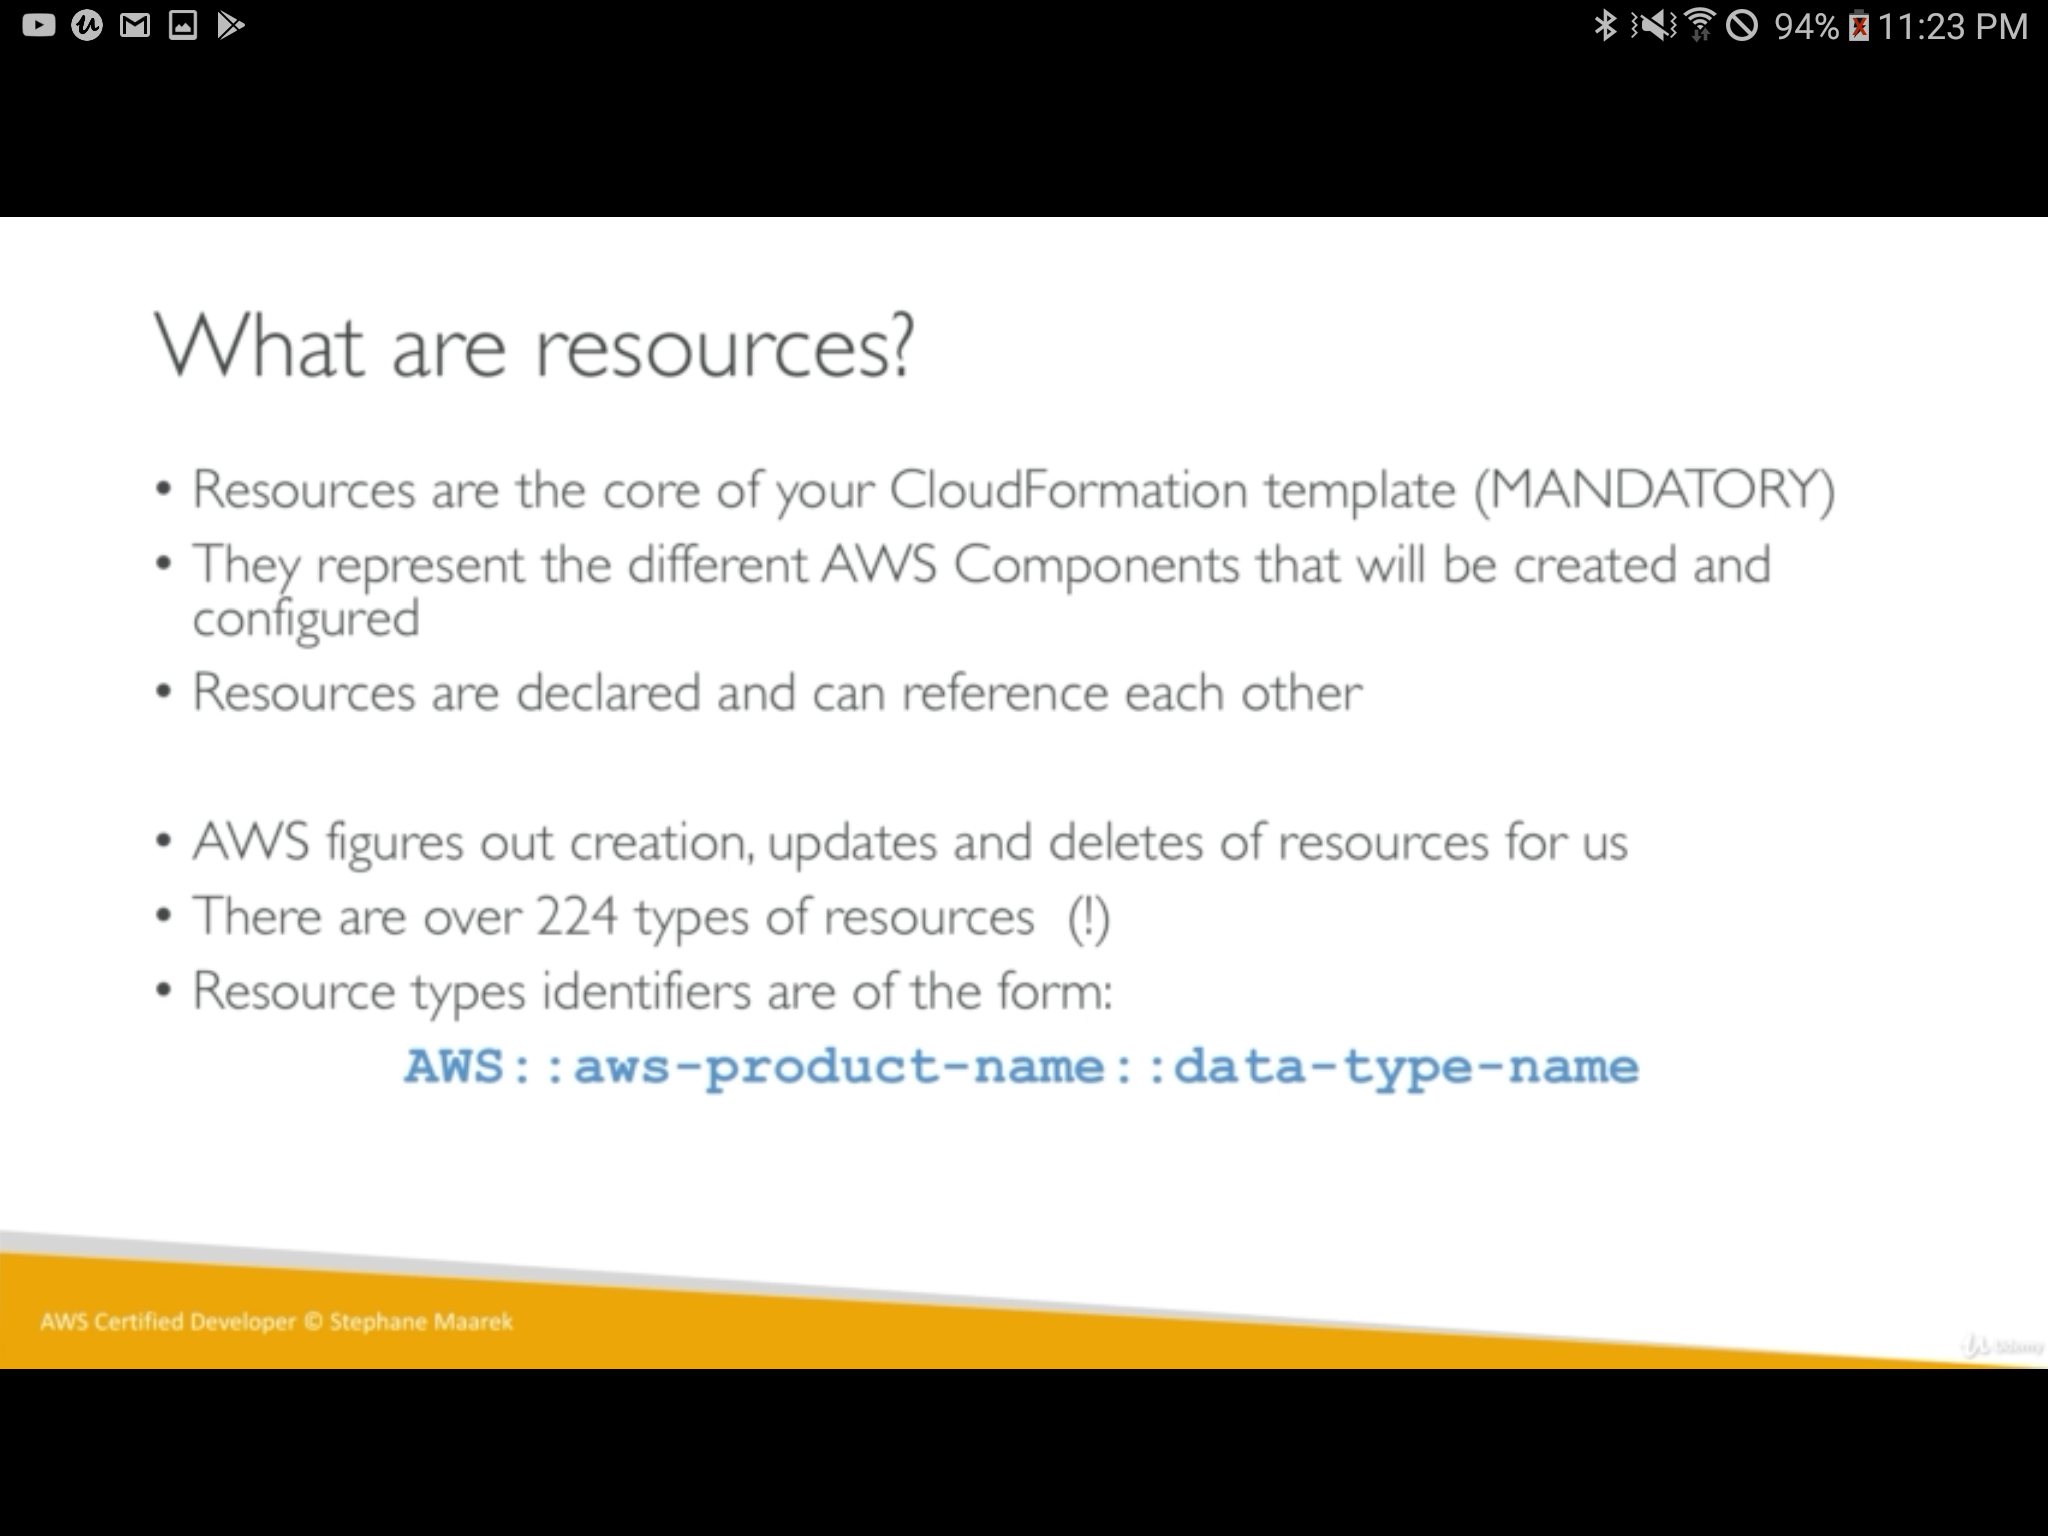 94% 11:23 PM
What are resources?
• Resources are the core of your CloudFormation template (MANDATORY)
• They represent the different AWS Components that will be created and
configured
• Resources are declared and can reference each other
• AWS figures out creation, updates and deletes of resources for us
• There are over 224 types of resources (!)
• Resource types identifiers are of the form:
AWS::aws-product-name::data-type-name
AWS Certified Developer © Stephane Maarek
Udemy